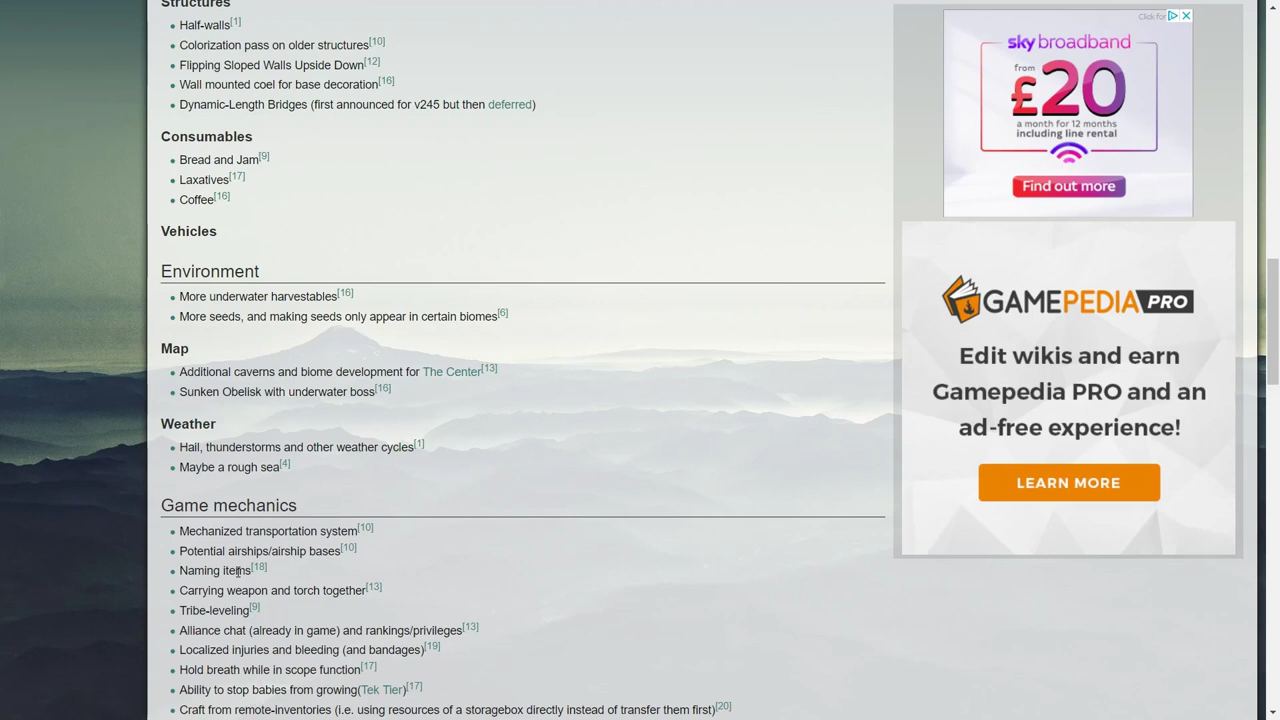 Structures
Half-walls[1]
Colorization pass on older structures[10]
Flipping Sloped Walls Upside Down[12]
Wall mounted coel for base decoration[16]
Dynamic-Length Bridges (first announced for v245 but then deferred)
Consumables
Bread and Jam[9]
Laxatives[17]
Coffee[16]
Vehicles
Environment
More underwater harvestables[16]
More seeds, and making seeds only appear in certain biomes[6]
Map
Additional caverns and biome development for The Center[13]
Sunken Obelisk with underwater boss[16]
Weather
Hail, thunderstorms and other weather cycles[1]
Maybe a rough sea[4]
Game mechanics
Mechanized transportation system[10]
Potential airships/airship bases[10]
Naming items[18]
Carrying weapon and torch together[13]
Tribe-leveling[9]
Alliance chat (already in game) and rankings/privileges[13]
Localized injuries and bleeding (and bandages)[19]
Hold breath while in scope function[17]
Ability to stop babies from growing(Tek Tier)[17]
Craft from remote-inventories (i.e. using resources of a storagebox directly instead of transfer them first)[20]
Click for
sky broadband
from
£20
a month for 12 months
including line rental
Find out more
GAMEPEDIA PRO
Edit wikis and earn
Gamepedia PRO and an
ad-free experience!
LEARN MORE